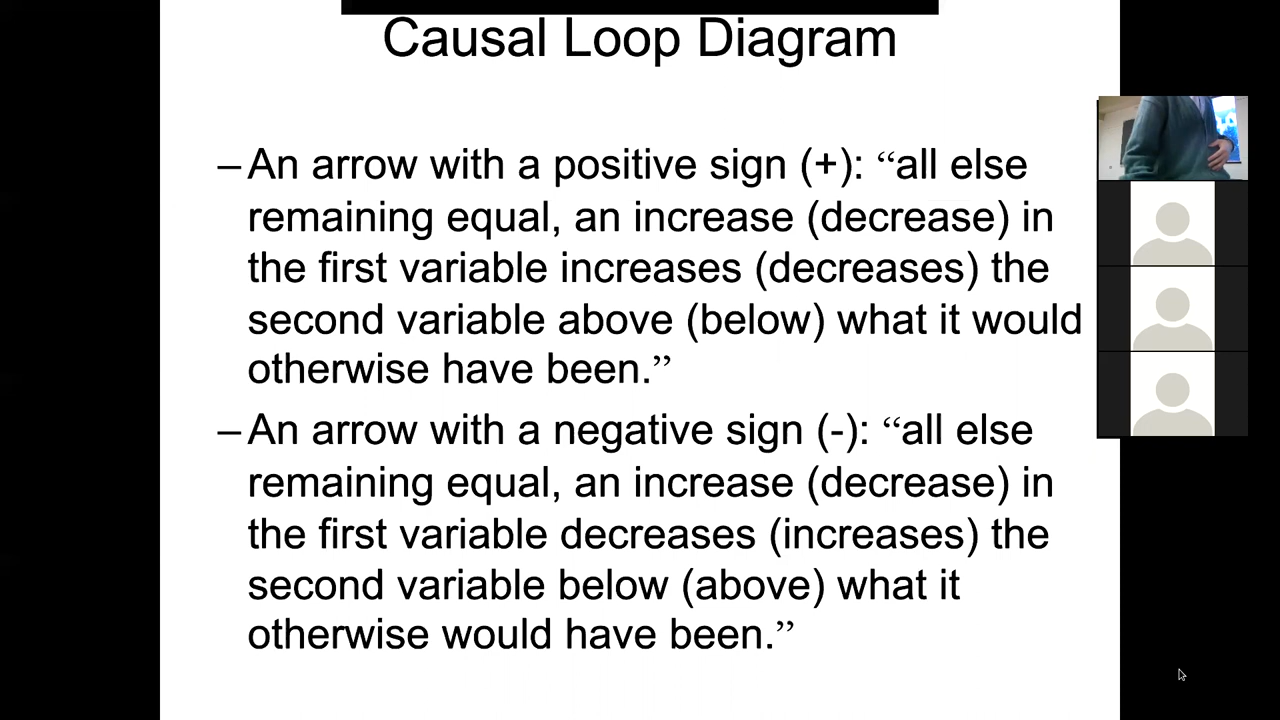 Causal Loop Diagram
–An arrow with a positive sign (+): “all else
remaining equal, an increase (decrease) in
the first variable increases (decreases) the
second variable above (below) what it would
otherwise have been.”
–An arrow with a negative sign (-): “all else
remaining equal, an increase (decrease) in
the first variable decreases (increases) the
second variable below (above) what it
otherwise would have been.”